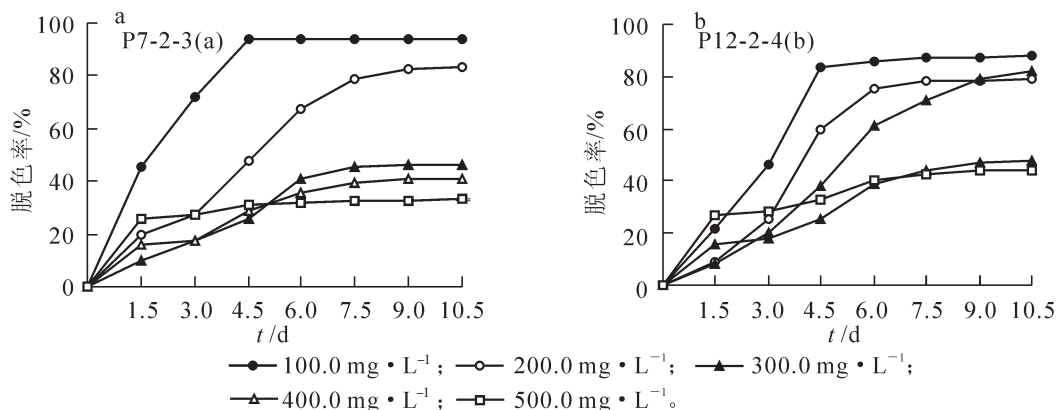 a
P7-2-3(a)
100
80
60
40
20
0
脱色率/%
1.5 3.0 4.5 6.0 7.5 9.0 10.5
t/d
b
P12-2-4(b)
100
80
60
40
20
0
脱色率/%
1.5 3.0 4.5 6.0 7.5 9.0 10.5
t/d
100.0 mg·L⁻¹; 200.0 mg·L⁻¹; 300.0 mg·L⁻¹;
400.0 mg·L⁻¹; 500.0 mg·L⁻¹。